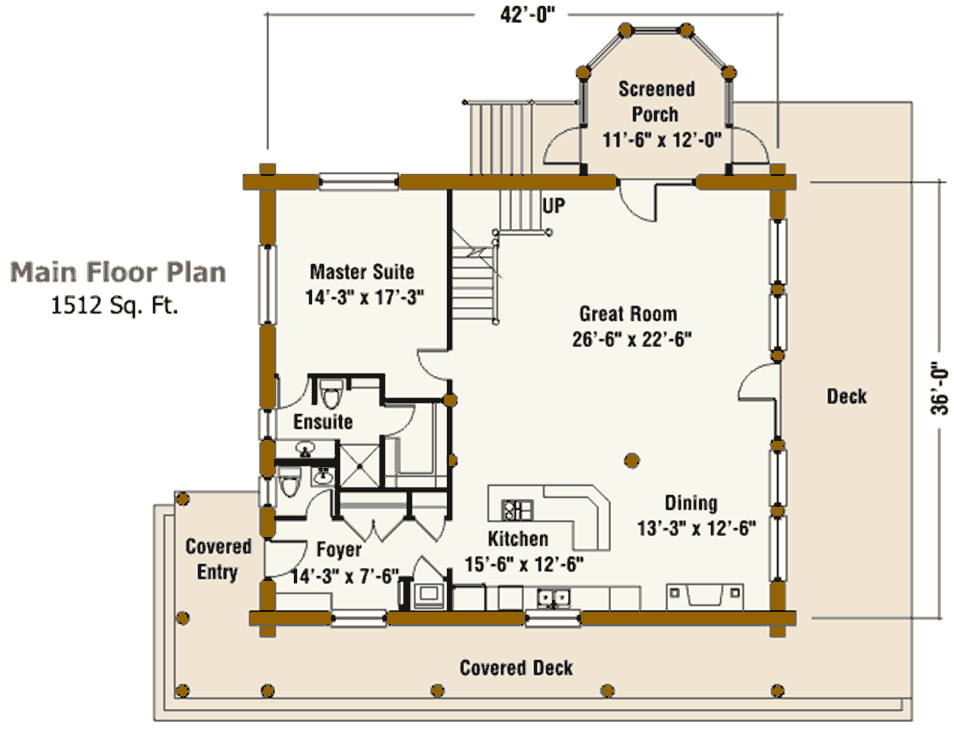 42'-0"
Screened
Porch
11'-6" x 12'-0"
UP
Main Floor Plan
1512 Sq. Ft.
Master Suite
14'-3" x 17'-3"
Great Room
26'-6" x 22'-6"
36'-0"
Deck
Ensuite
Dining
13'-3" x 12'-6"
Kitchen
15'-6" x 12'-6"
Covered
Entry
Foyer
14'-3" x 7'-6"
Covered Deck